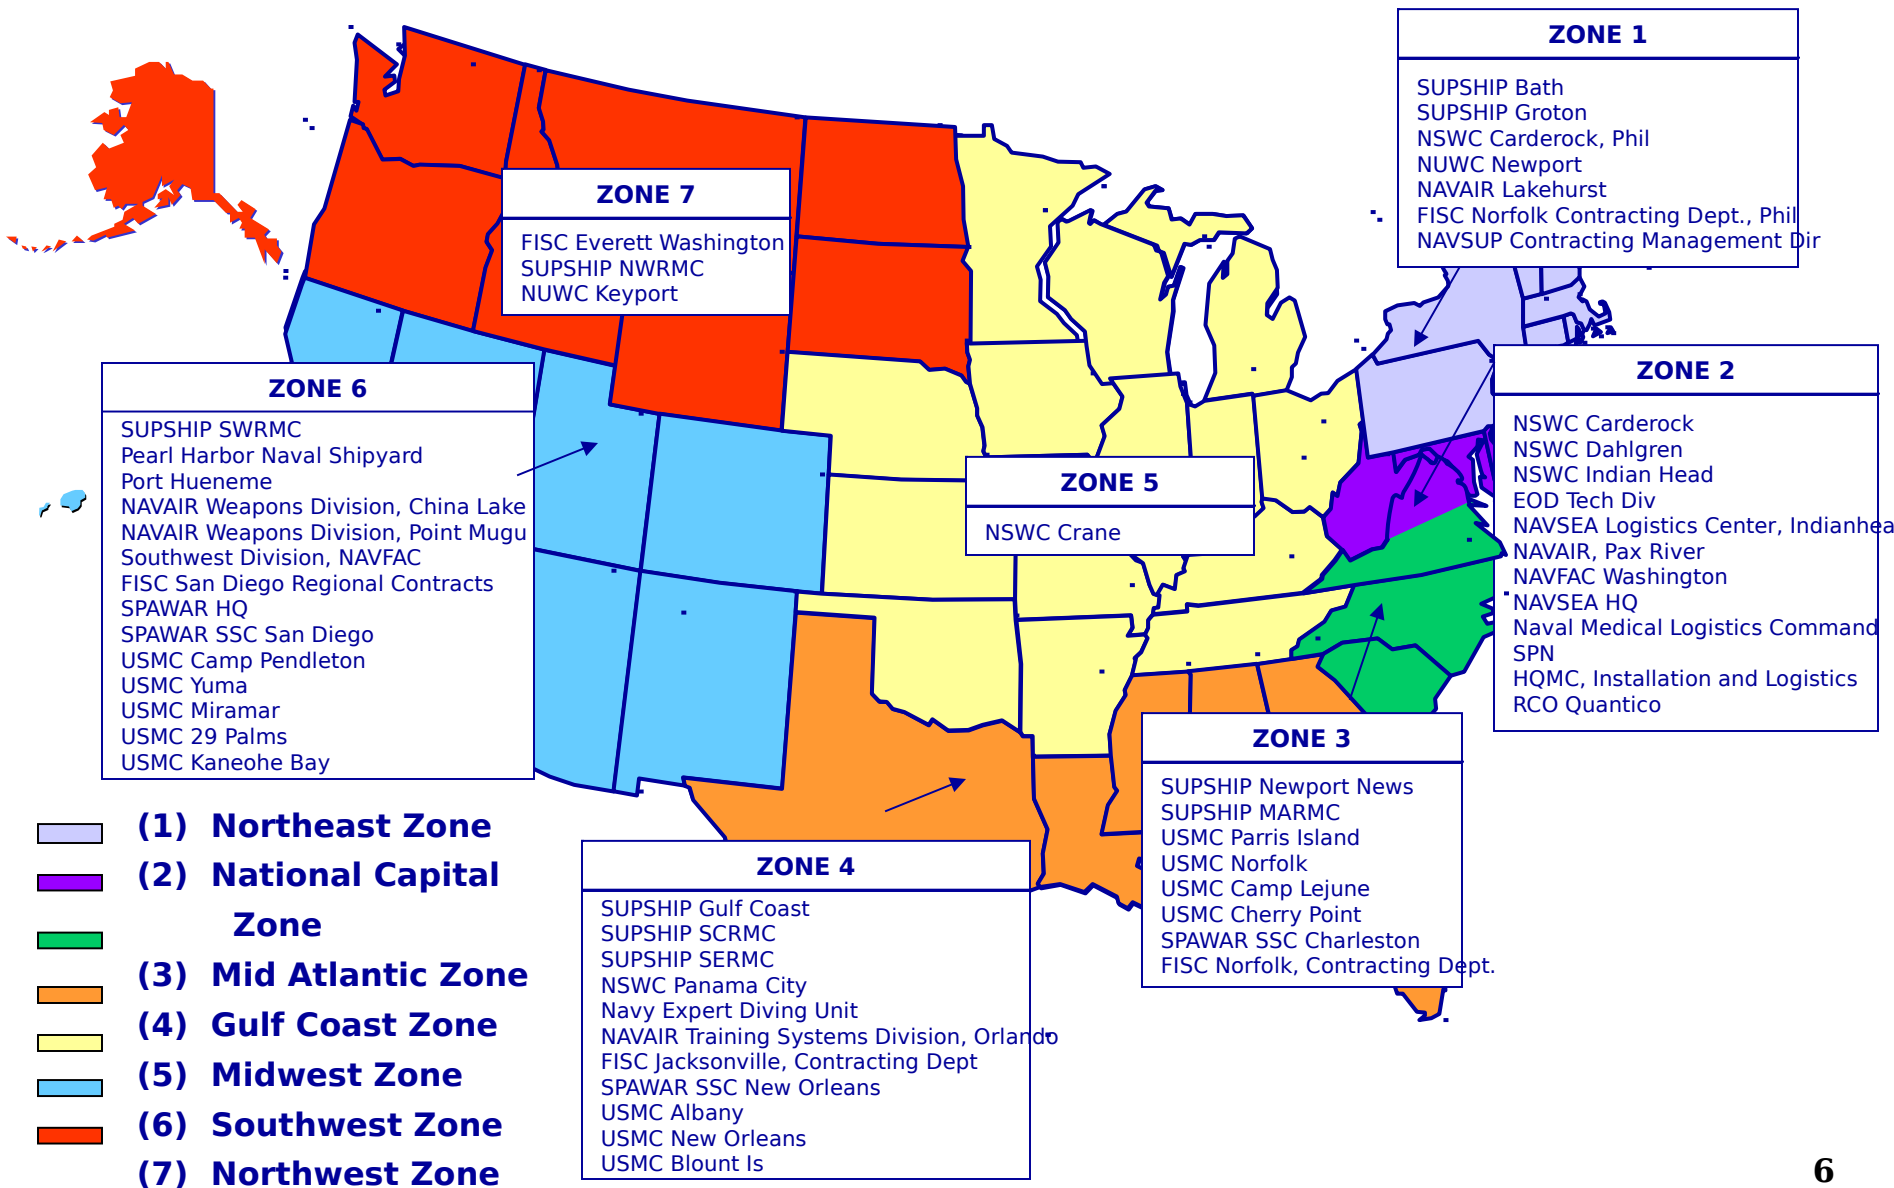 ZONE 1
SUPSHIP Bath
SUPSHIP Groton
NSWC Carderock, Phil
NUWC Newport
NAVAIR Lakehurst
FISC Norfolk Contracting Dept., Phil
NAVSUP Contracting Management Dir
ZONE 7
FISC Everett Washington
SUPSHIP NWRMC
NUWC Keyport
ZONE 2
NSWC Carderock
NSWC Dahlgren
NSWC Indian Head
EOD Tech Div
NAVSEA Logistics Center, Indianhea
NAVAIR, Pax River
NAVFAC Washington
NAVSEA HQ
Naval Medical Logistics Command
SPN
HQMC, Installation and Logistics
RCO Quantico
ZONE 6
SUPSHIP SWRMC
Pearl Harbor Naval Shipyard
Port Hueneme
NAVAIR Weapons Division, China Lake
NAVAIR Weapons Division, Point Mugu
Southwest Division, NAVFAC
FISC San Diego Regional Contracts
SPAWAR HQ
SPAWAR SSC San Diego
USMC Camp Pendleton
USMC Yuma
USMC Miramar
USMC 29 Palms
USMC Kaneohe Bay
ZONE 5
NSWC Crane
ZONE 3
SUPSHIP Newport News
SUPSHIP MARMC
USMC Parris Island
USMC Norfolk
USMC Camp Lejune
USMC Cherry Point
SPAWAR SSC Charleston
FISC Norfolk, Contracting Dept.
ZONE 4
SUPSHIP Gulf Coast
SUPSHIP SCRMC
SUPSHIP SERMC
NSWC Panama City
Navy Expert Diving Unit
NAVAIR Training Systems Division, Orlando
FISC Jacksonville, Contracting Dept
SPAWAR SSC New Orleans
USMC Albany
USMC New Orleans
USMC Blount Is
(1) Northeast Zone
(2) National Capital
Zone
(3) Mid Atlantic Zone
(4) Gulf Coast Zone
(5) Midwest Zone
(6) Southwest Zone
(7) Northwest Zone
6